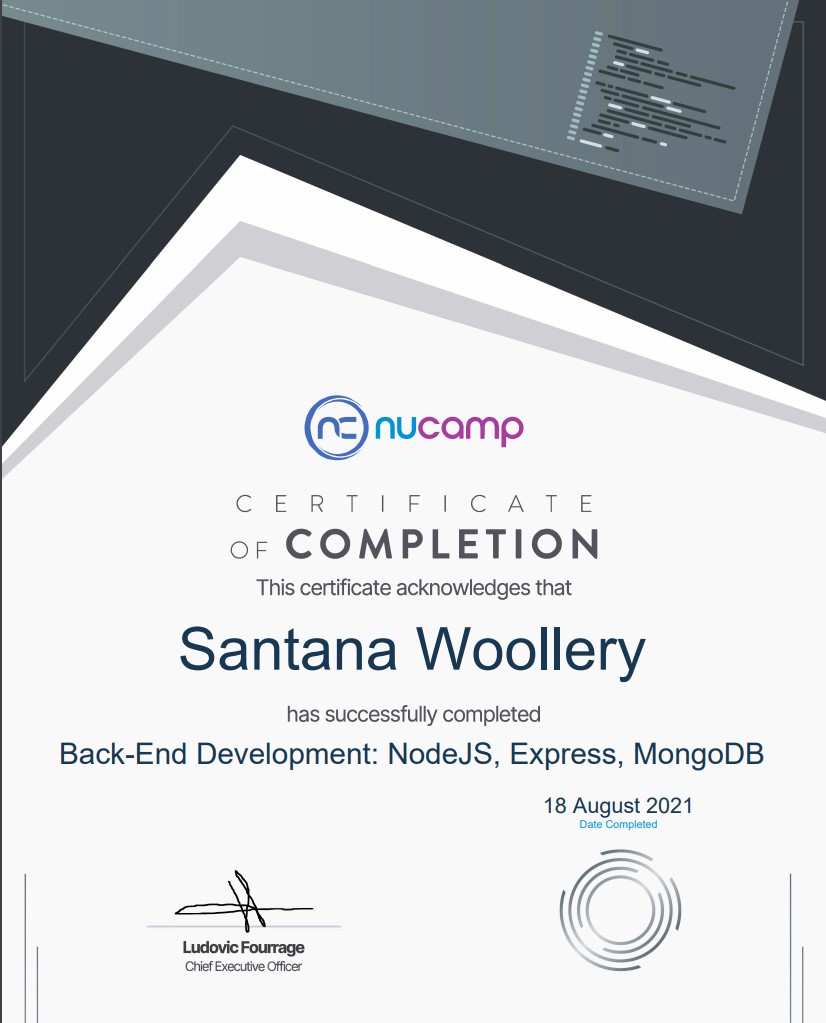 nc nucamp
CERTIFICATE
OF COMPLETION
This certificate acknowledges that
Santana Woollery
has successfully completed
Back-End Development: NodeJS, Express, MongoDB
18 August 2021
Date Completed
Ludovic Fourrage
Chief Executive Officer